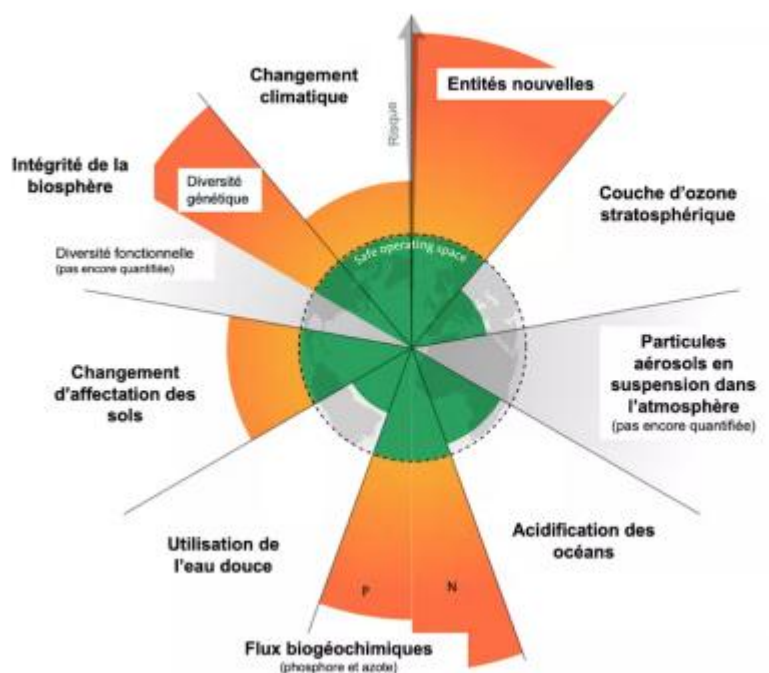 Changement
climatique
Risque
Entités nouvelles
Intégrité de la
biosphère
Diversité
génétique
Couche d'ozone
stratosphérique
Diversité fonctionnelle
(pas encore quantifiée)
Safe operating space
Changement
d'affectation des
sols
Particules
aérosols en
suspension dans
l'atmosphère
(pas encore quantifiée)
Utilisation de
l'eau douce
Acidification des
océans
P
N
Flux biogéochimiques
(phosphore et azote)